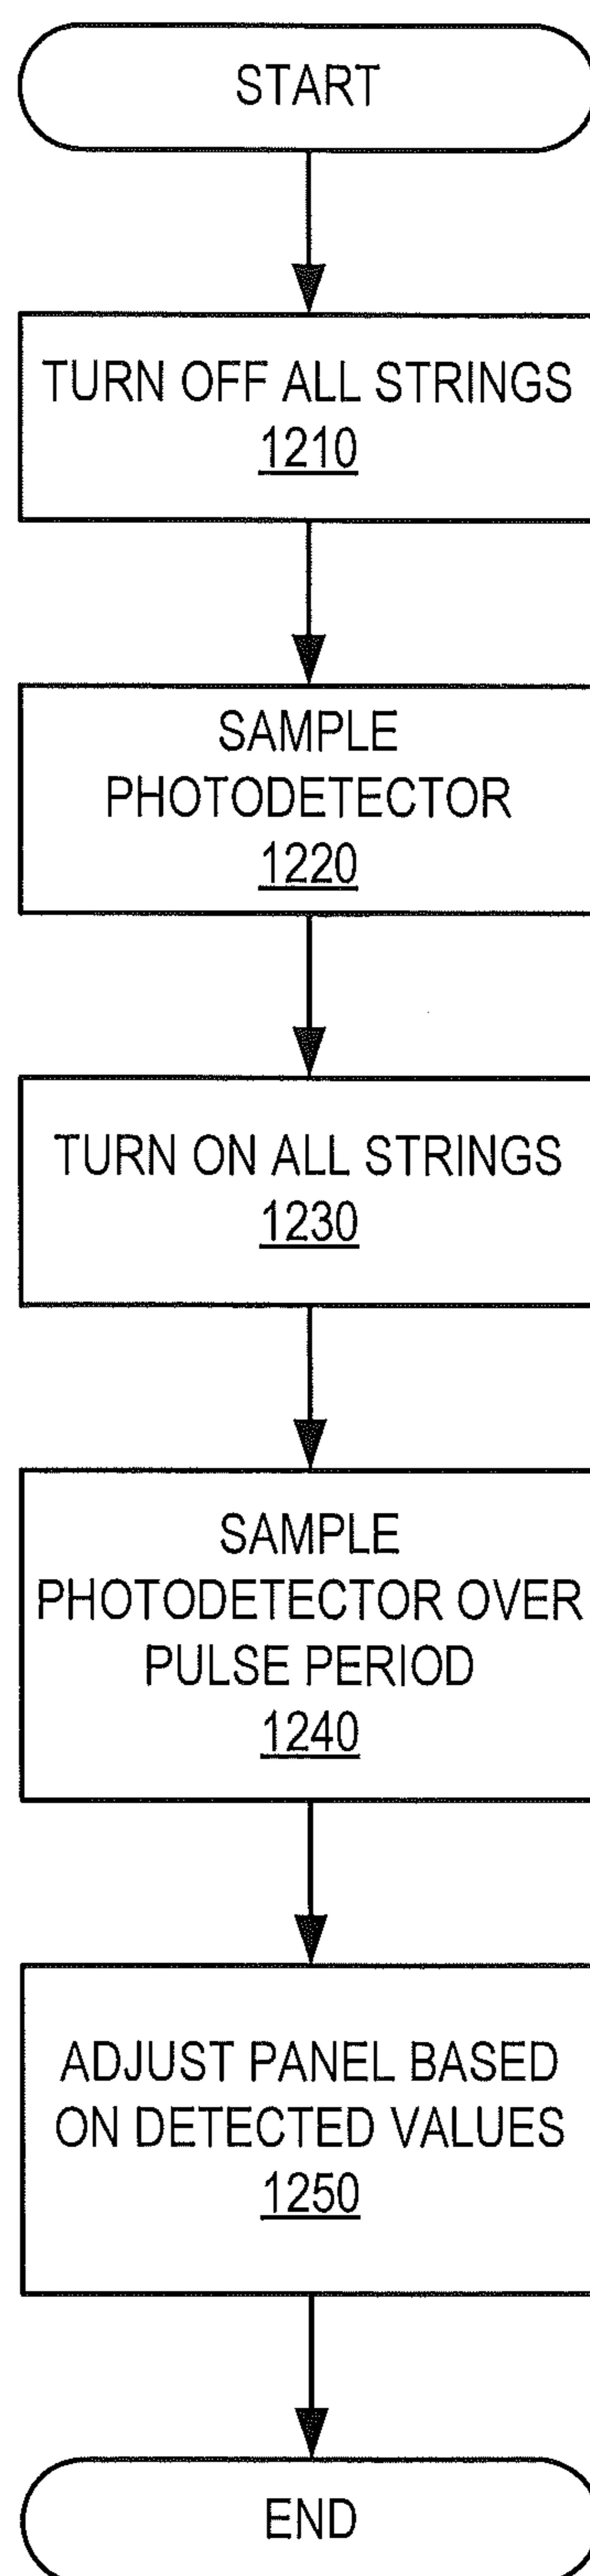 START
TURN OFF ALL STRINGS
1210
SAMPLE
PHOTODETECTOR
1220
TURN ON ALL STRINGS
1230
SAMPLE
PHOTODETECTOR OVER
PULSE PERIOD
1240
ADJUST PANEL BASED
ON DETECTED VALUES
1250
END